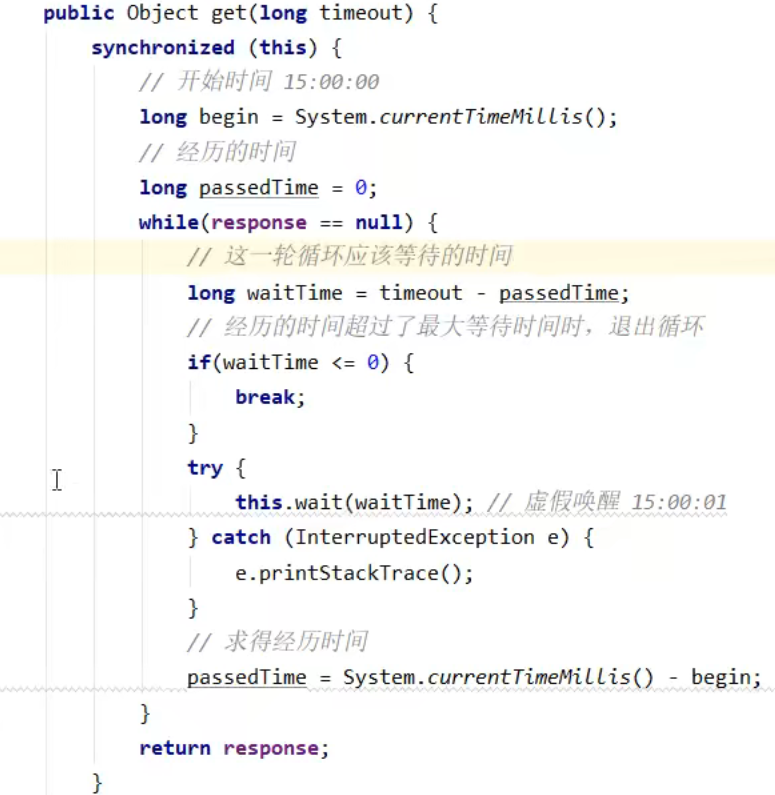 public Object get(long timeout) {
synchronized (this) {
// 开始时间 15:00:00
long begin = System.currentTimeMillis();
// 经历的时间
long passedTime = 0;
while(response == null) {
// 这一轮循环应该等待的时间
long waitTime = timeout - passedTime;
// 经历的时间超过了最大等待时间时，退出循环
if(waitTime <= 0) {
break;
}
try {
this.wait(waitTime); // 虚假唤醒 15:00:01
} catch (InterruptedException e) {
e.printStackTrace();
}
// 求得经历时间
passedTime = System.currentTimeMillis() - begin;
}
return response;
}